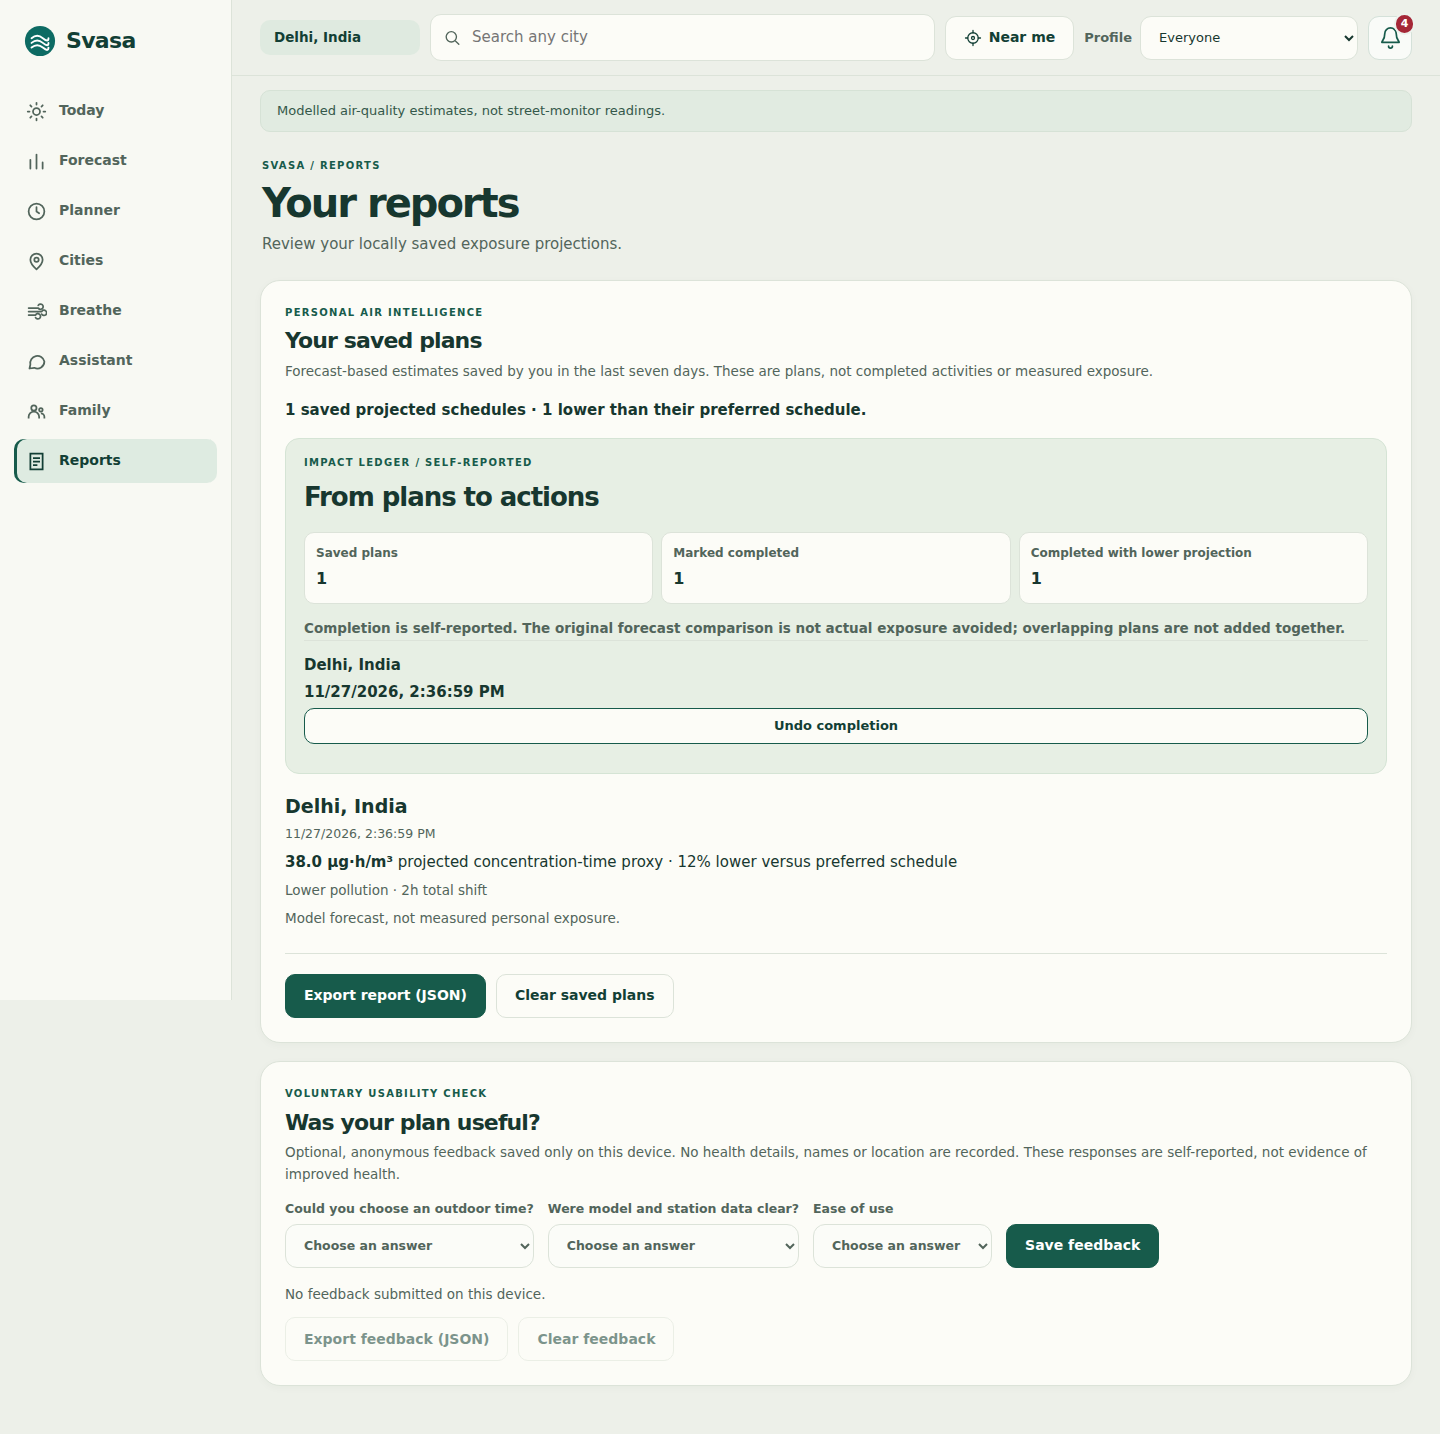 Svasa
Today
Forecast
Planner
Cities
Breathe
Assistant
Family
Reports
Delhi, India
Search any city
Near me
Profile
Everyone
4
Modelled air-quality estimates, not street-monitor readings.
SVASA / REPORTS
Your reports
Review your locally saved exposure projections.
PERSONAL AIR INTELLIGENCE
Your saved plans
Forecast-based estimates saved by you in the last seven days. These are plans, not completed activities or measured exposure.
1 saved projected schedules · 1 lower than their preferred schedule.
IMPACT LEDGER / SELF-REPORTED
From plans to actions
Saved plans
1
Marked completed
1
Completed with lower projection
1
Completion is self-reported. The original forecast comparison is not actual exposure avoided; overlapping plans are not added together.
Delhi, India
11/27/2026, 2:36:59 PM
Undo completion
Delhi, India
11/27/2026, 2:36:59 PM
38.0 µg·h/m³ projected concentration-time proxy · 12% lower versus preferred schedule
Lower pollution · 2h total shift
Model forecast, not measured personal exposure.
Export report (JSON)
Clear saved plans
VOLUNTARY USABILITY CHECK
Was your plan useful?
Optional, anonymous feedback saved only on this device. No health details, names or location are recorded. These responses are self-reported, not evidence of
improved health.
Could you choose an outdoor time?
Choose an answer
Were model and station data clear?
Choose an answer
Ease of use
Choose an answer
Save feedback
No feedback submitted on this device.
Export feedback (JSON)
Clear feedback